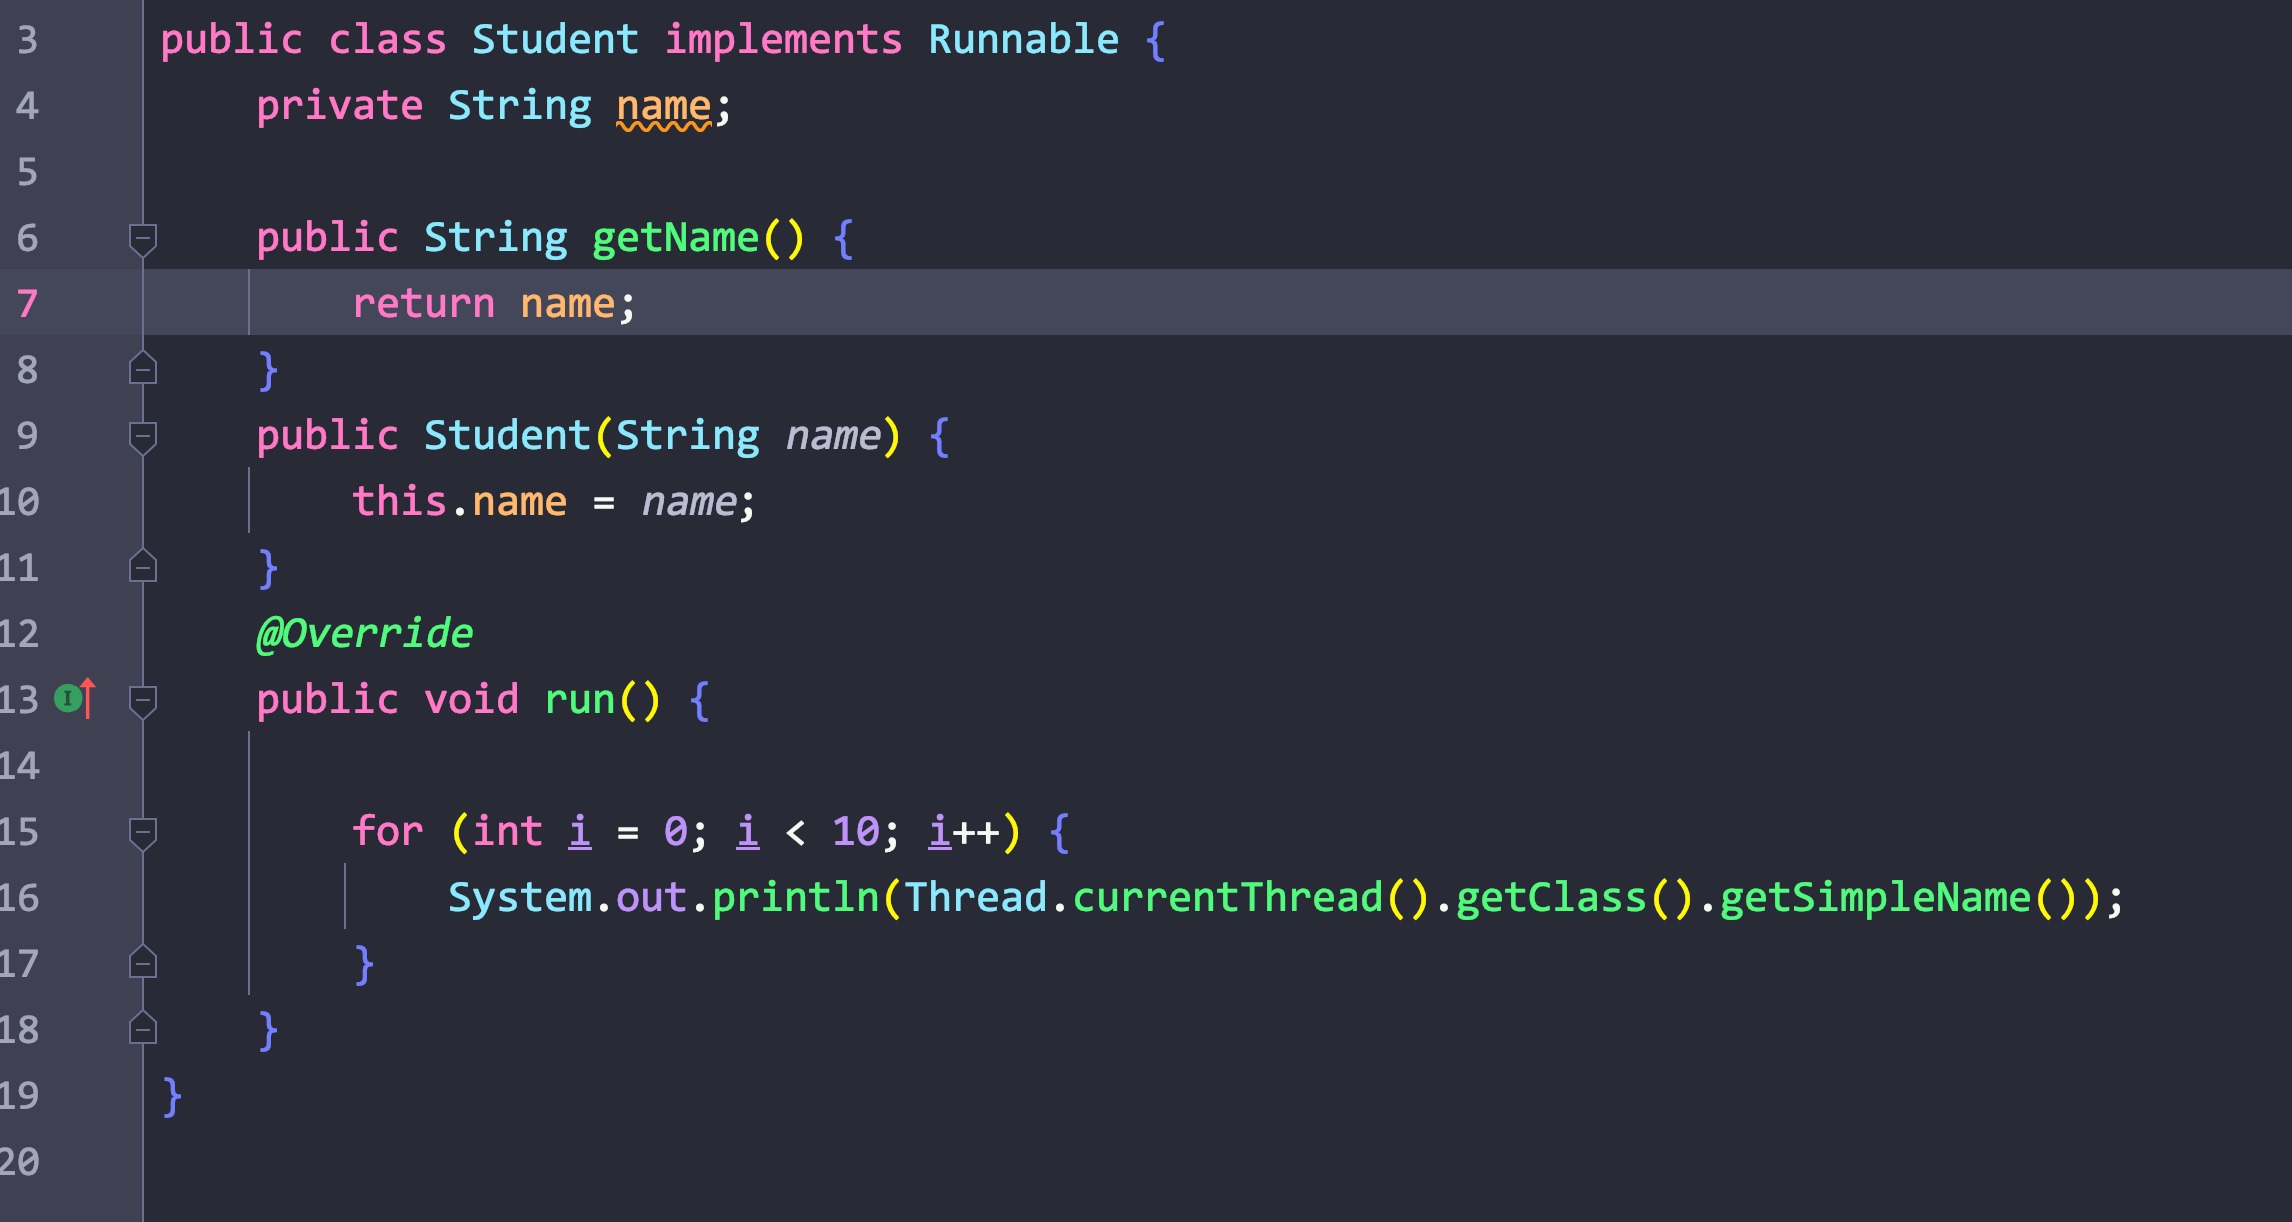 3 public class Student implements Runnable {
4     private String name;
5
6     public String getName() {
7         return name;
8     }
9     public Student(String name) {
10         this.name = name;
11     }
12     @Override
13     public void run() {
14
15         for (int i = 0; i < 10; i++) {
16             System.out.println(Thread.currentThread().getClass().getSimpleName());
17         }
18     }
19 }
20